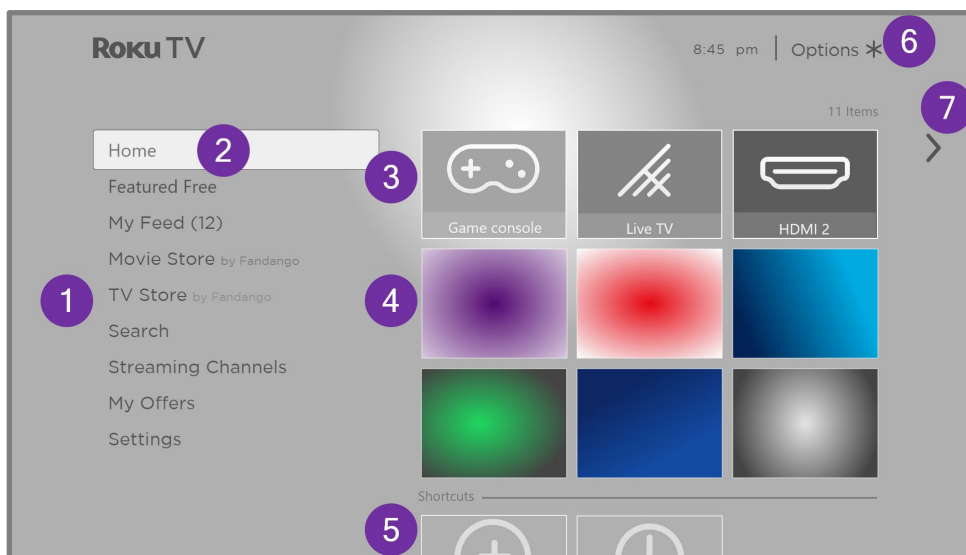 Roku TV
8:45 pm | Options *
6
7
11 Items
Home
2
Featured Free
My Feed (12)
Movie Store by Fandango
TV Store by Fandango
1
Search
Streaming Channels
My Offers
Settings
3
Game console
Live TV
HDMI 2
4
Shortcuts
5